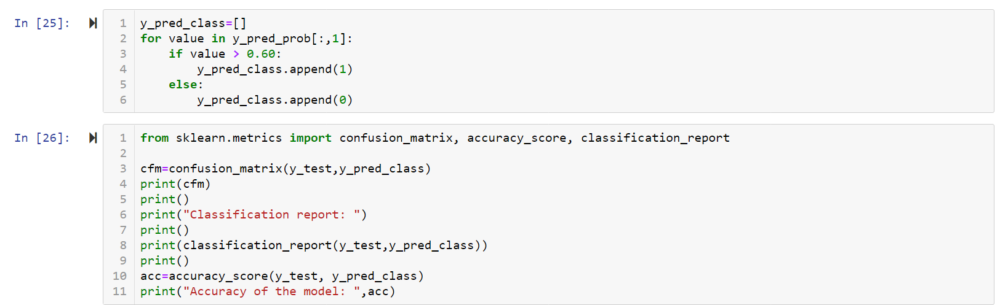 In [25]:
1 y_pred_class=[]
2 for value in y_pred_prob[:,1]:
3     if value > 0.60:
4         y_pred_class.append(1)
5     else:
6         y_pred_class.append(0)
In [26]:
1 from sklearn.metrics import confusion_matrix, accuracy_score, classification_report
2
3 cfm=confusion_matrix(y_test,y_pred_class)
4 print(cfm)
5 print()
6 print("Classification report: ")
7 print()
8 print(classification_report(y_test,y_pred_class))
9 print()
10 acc=accuracy_score(y_test, y_pred_class)
11 print("Accuracy of the model: ",acc)